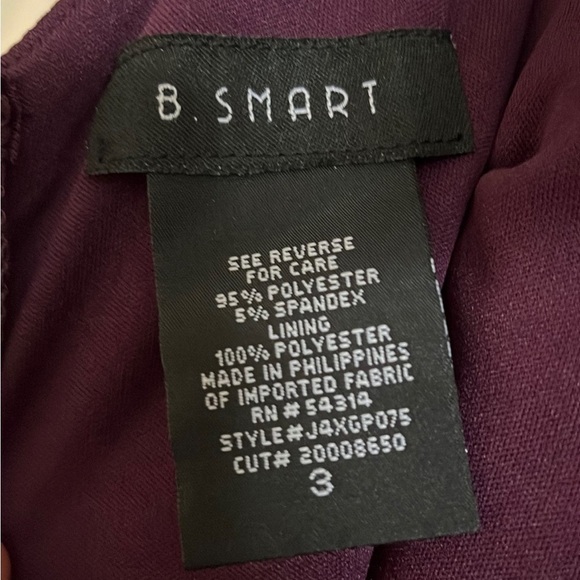 B. SMART
SEE REVERSE
FOR CARE
95% POLYESTER
5% SPANDEX
LINING
100% POLYESTER
MADE IN PHILIPPINES
OF IMPORTED FABRIC
RN # 54314
STYLE# J4XGP075
CUT# 20008650
3